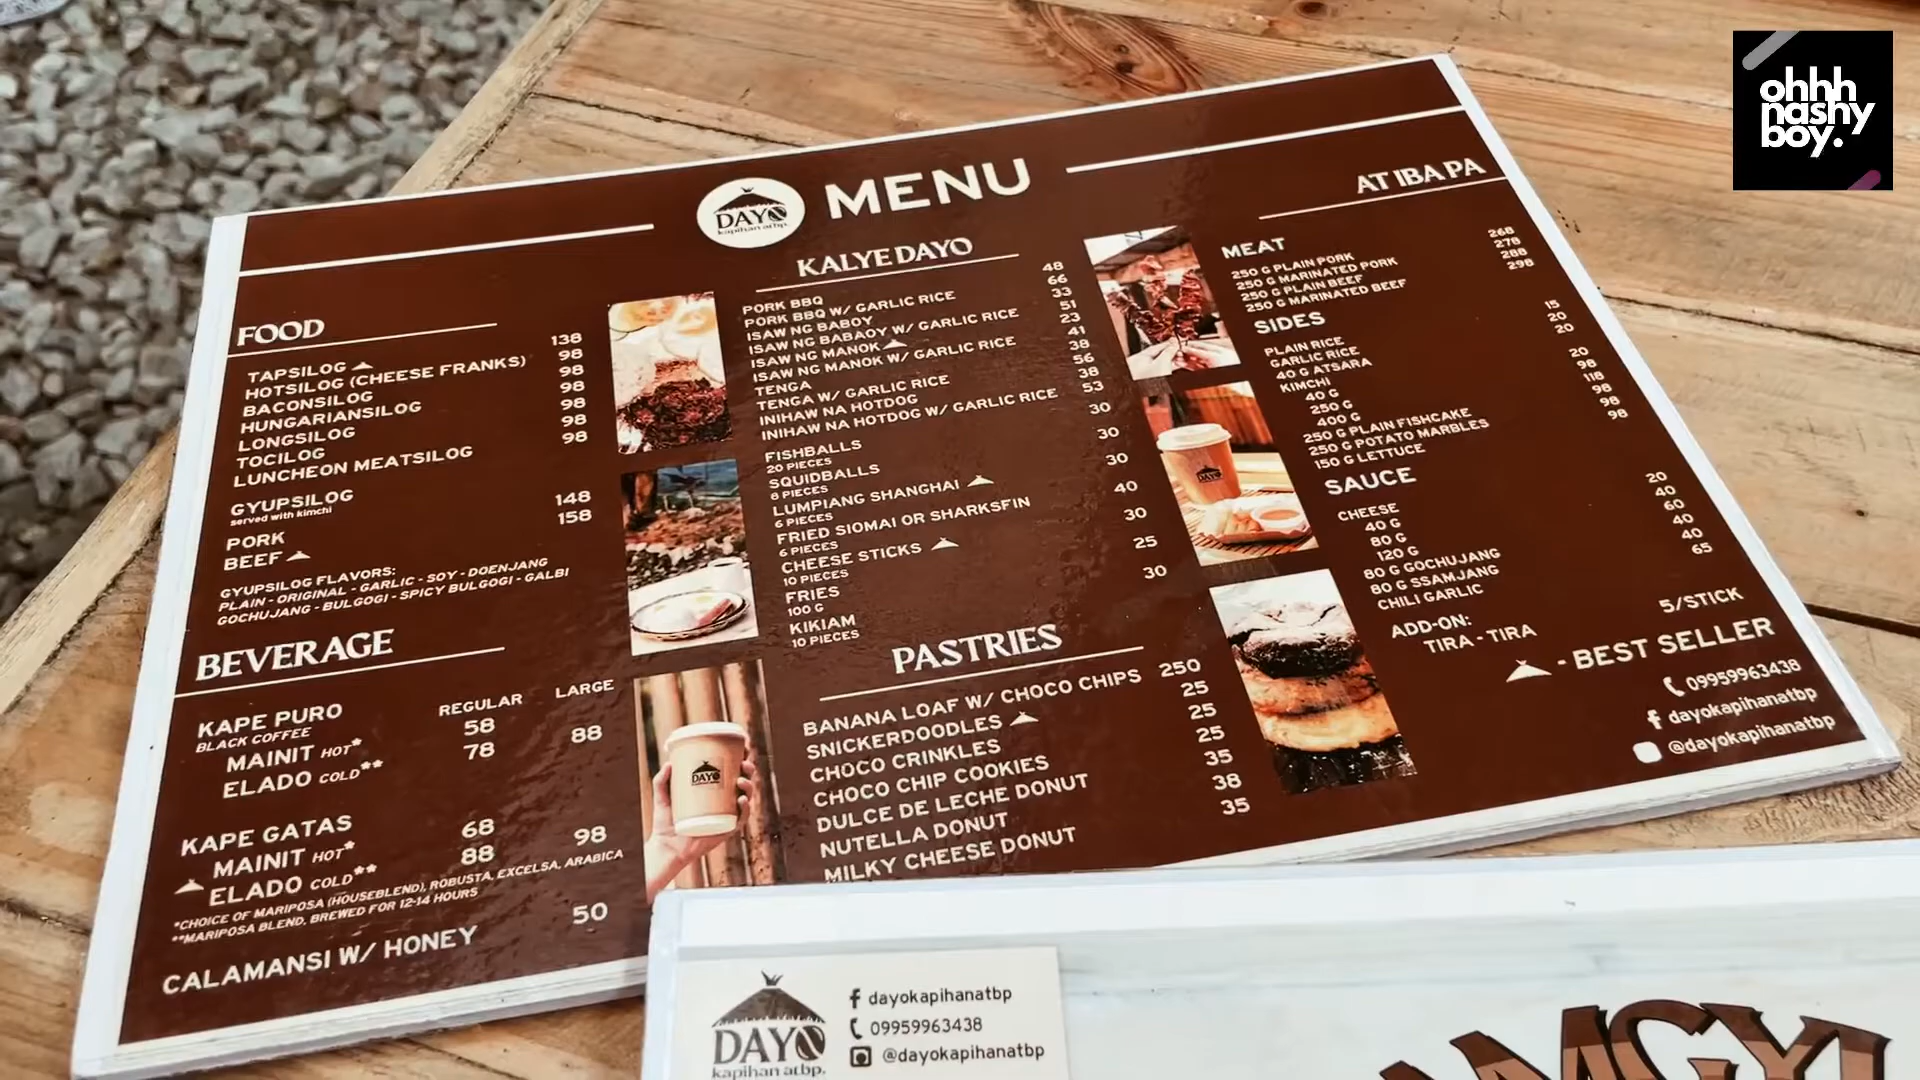 ohhh
nashy
boy.
DAYO
kapihan atbp.
MENU
FOOD
TAPSILOG 138
HOTSILOG (CHEESE FRANKS) 98
BACONSILOG 98
HUNGARIANSILOG 98
LONGSILOG 98
TOCILOG 98
LUNCHEON MEATSILOG 98
GYUPSILOG
served with kimchi
PORK 148
BEEF 158
GYUPSILOG FLAVORS:
PLAIN - ORIGINAL - GARLIC - SOY - DOENJANG
GOCHUJANG - BULGOGI - SPICY BULGOGI - GALBI
BEVERAGE
REGULAR LARGE
KAPE PURO
BLACK COFFEE
MAINIT HOT* 58
ELADO COLD** 78 88
KAPE GATAS
MAINIT HOT* 68
ELADO COLD** 88 98
*CHOICE OF MARIPOSA (HOUSEBLEND), ROBUSTA, EXCELSA, ARABICA
**MARIPOSA BLEND, BREWED FOR 12-14 HOURS
CALAMANSI W/ HONEY 50
KALYE DAYO
PORK BBQ 48
PORK BBQ W/ GARLIC RICE 66
ISAW NG BABOY 33
ISAW NG BABAOY W/ GARLIC RICE 51
ISAW NG MANOK 23
ISAW NG MANOK W/ GARLIC RICE 41
TENGA 38
TENGA W/ GARLIC RICE 56
INIHAW NA HOTDOG 38
INIHAW NA HOTDOG W/ GARLIC RICE 53
FISHBALLS 30
20 PIECES
SQUIDBALLS 30
8 PIECES
LUMPIANG SHANGHAI 30
6 PIECES
FRIED SIOMAI OR SHARKSFIN 40
6 PIECES
CHEESE STICKS 30
10 PIECES
FRIES 25
100 G
KIKIAM 30
10 PIECES
PASTRIES
BANANA LOAF W/ CHOCO CHIPS 250
SNICKERDOODLES 25
CHOCO CRINKLES 25
CHOCO CHIP COOKIES 25
DULCE DE LECHE DONUT 35
NUTELLA DONUT 38
MILKY CHEESE DONUT 35
DAYO
DAYO
AT IBA PA
MEAT
250 G PLAIN PORK 268
250 G MARINATED PORK 278
250 G PLAIN BEEF 288
250 G MARINATED BEEF 298
SIDES
PLAIN RICE 15
GARLIC RICE 20
40 G ATSARA 20
KIMCHI
40 G 20
250 G 98
400 G 118
250 G PLAIN FISHCAKE 98
250 G POTATO MARBLES 98
150 G LETTUCE
SAUCE
CHEESE
40 G 20
80 G 40
120 G 60
80 G GOCHUJANG 40
80 G SSAMJANG 40
CHILI GARLIC 65
ADD-ON:
TIRA - TIRA 5/STICK
- BEST SELLER
09959963438
dayokapihanatbp
@dayokapihanatbp
DAYO
kapihan atbp.
dayokapihanatbp
09959963438
@dayokapihanatbp